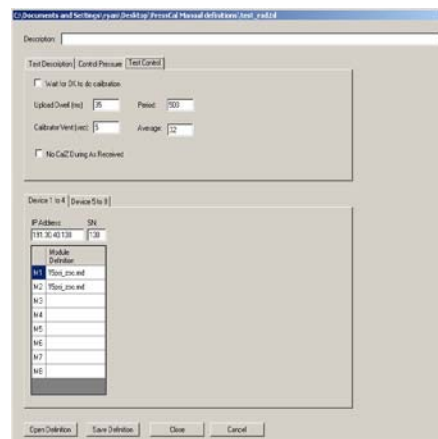 C:\Documents and Settings\ryan\Desktop\PressCal Manual definitions\test_rad.td
Description:
Test Description Control Pressure Test Control
Wait for OK to do calibration
Upload Dwell (ms) 35 Period: 500
Calibrator Vent (sec) 5 Average: 32
No CalZ During As Received
Device 1 to 4 Device 5 to 8
IP Address: SN
191.30.40.138 138
Module Definition
M1 15psi_zoc.md
M2 15psi_zoc.md
M3
M4
M5
M6
M7
M8
Open Definition Save Definition Close Cancel